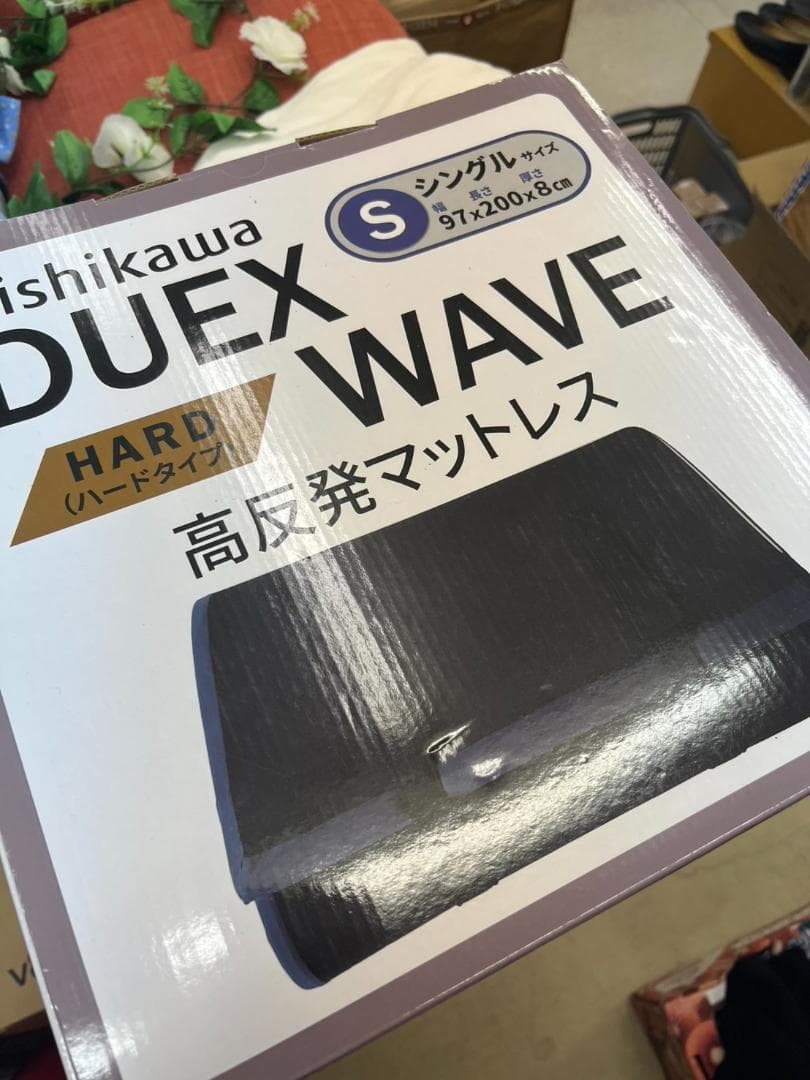 ishikawa
DUEX
WAVE
S
シングルサイズ
幅 長さ 厚さ
97x200x8cm
HARD
(ハードタイプ)
高反発マットレス